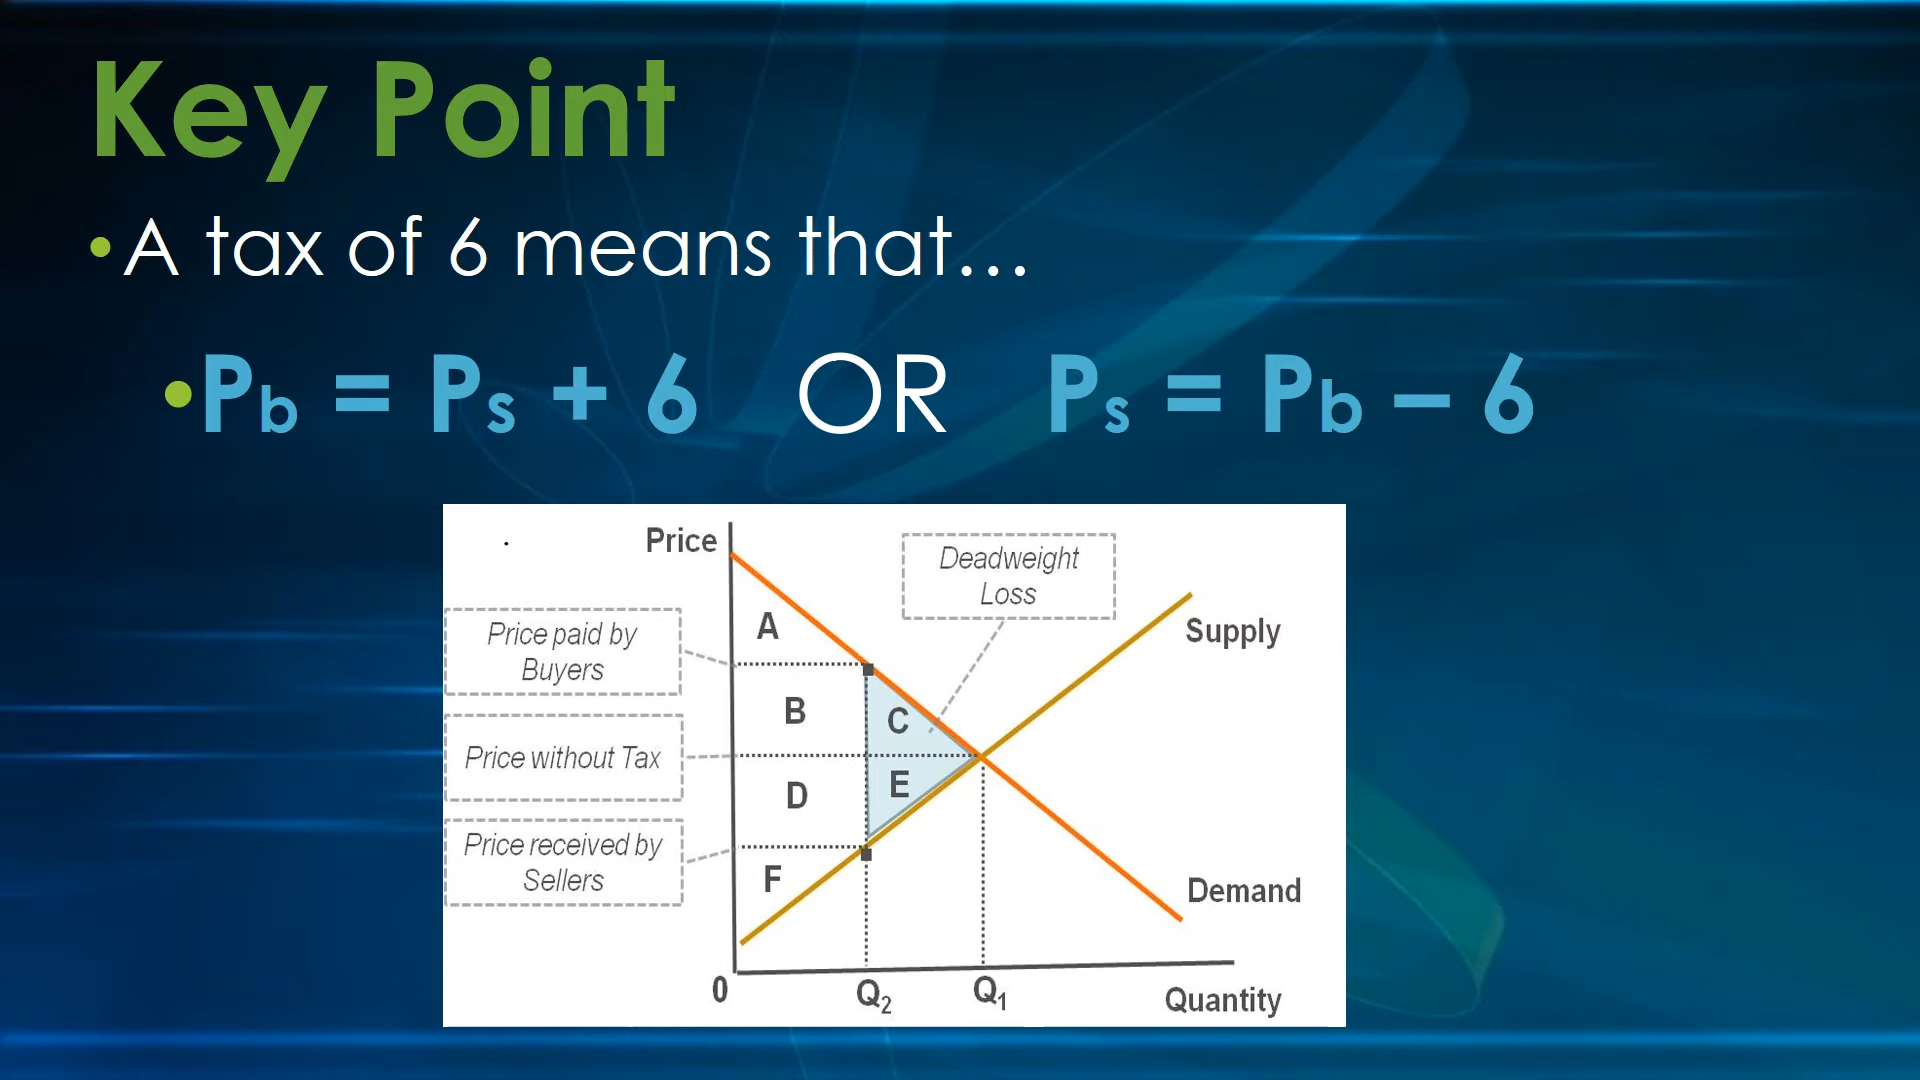 Key Point
•A tax of 6 means that…
•Pb = Ps + 6 OR Ps = Pb – 6
Price
Deadweight
Loss
Price paid by
Buyers
A
Supply
B
C
Price without Tax
D
E
Price received by
Sellers
F
Demand
0
Q2
Q1
Quantity